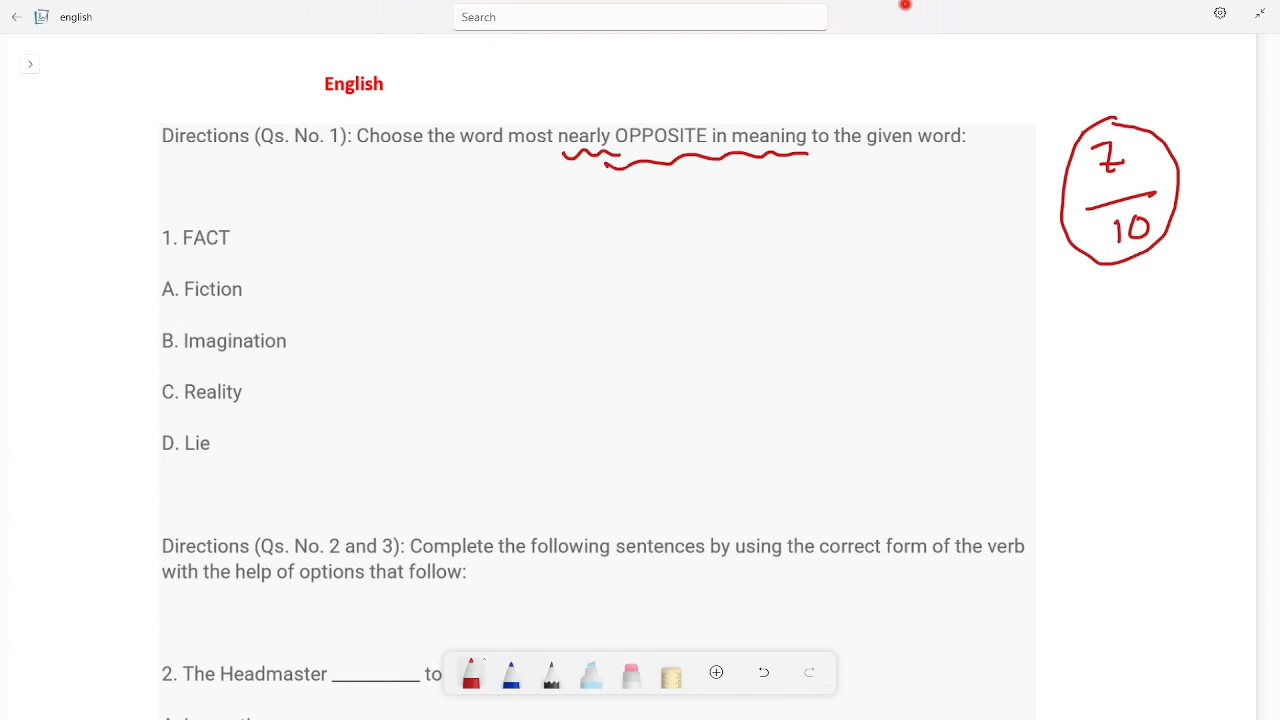 english
Search
English
Directions (Qs. No. 1): Choose the word most nearly OPPOSITE in meaning to the given word:
7
10
1. FACT
A. Fiction
B. Imagination
C. Reality
D. Lie
Directions (Qs. No. 2 and 3): Complete the following sentences by using the correct form of the verb
with the help of options that follow:
2. The Headmaster _________ to